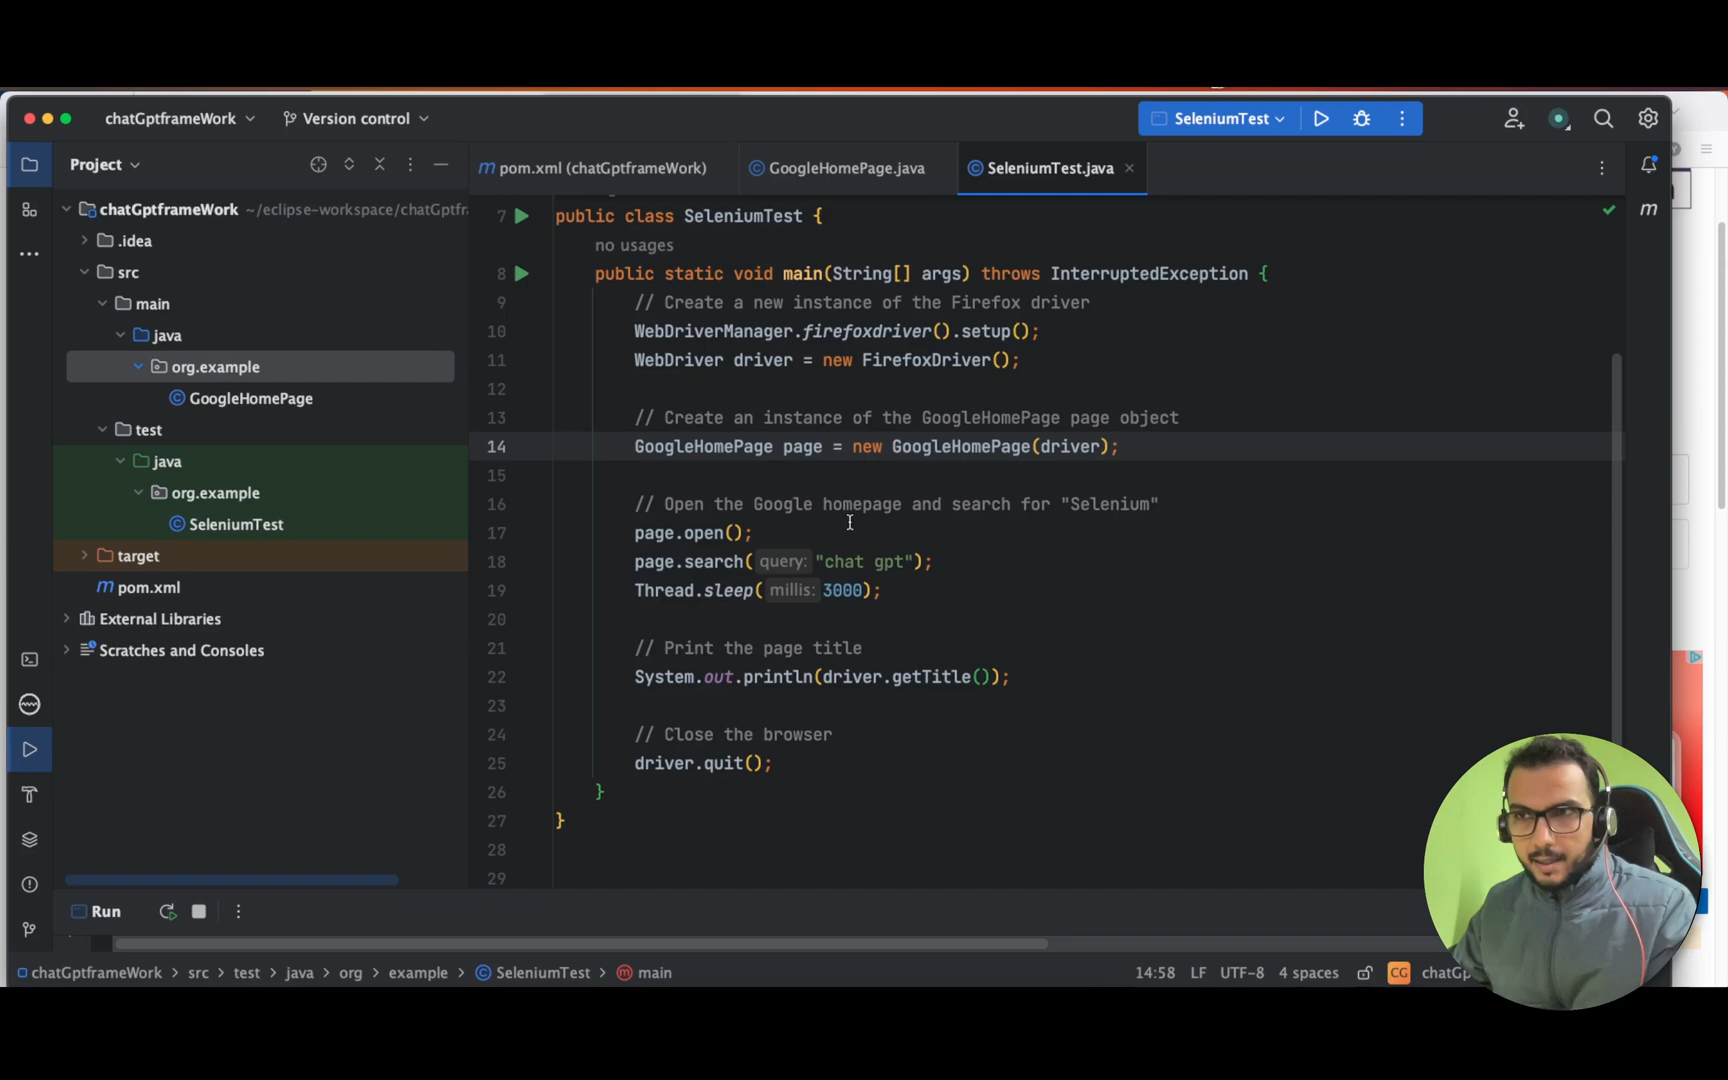 chatGptframeWork
Version control
SeleniumTest
Project
pom.xml (chatGptframeWork)
GoogleHomePage.java
SeleniumTest.java
chatGptframeWork ~/eclipse-workspace/chatGptfr
.idea
src
main
java
org.example
GoogleHomePage
test
java
org.example
SeleniumTest
target
pom.xml
External Libraries
Scratches and Consoles
7 public class SeleniumTest {
no usages
8 public static void main(String[] args) throws InterruptedException {
9 // Create a new instance of the Firefox driver
10 WebDriverManager.firefoxdriver().setup();
11 WebDriver driver = new FirefoxDriver();
12
13 // Create an instance of the GoogleHomePage page object
14 GoogleHomePage page = new GoogleHomePage(driver);
15
16 // Open the Google homepage and search for "Selenium"
17 page.open();
18 page.search( query: "chat gpt");
19 Thread.sleep( millis: 3000);
20
21 // Print the page title
22 System.out.println(driver.getTitle());
23
24 // Close the browser
25 driver.quit();
26 }
27 }
28
29
Run
chatGptframeWork > src > test > java > org > example > SeleniumTest > main
14:58 LF UTF-8 4 spaces CG chatGp